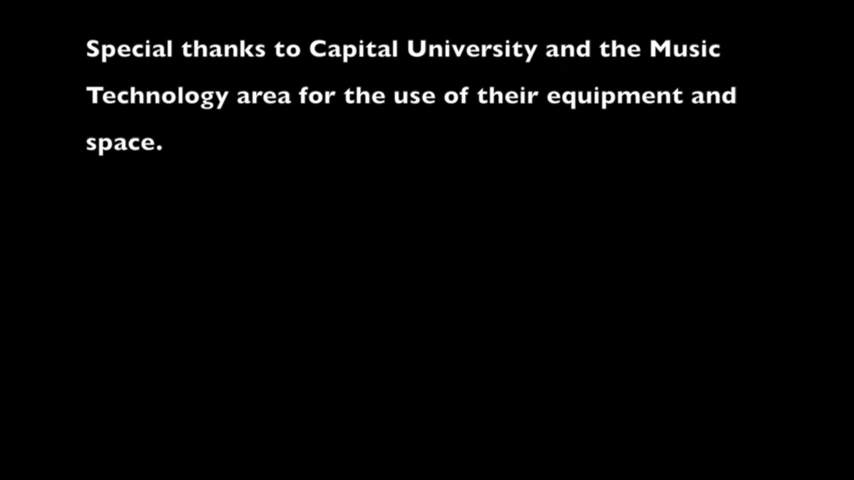 Special thanks to Capital University and the Music
Technology area for the use of their equipment and
space.